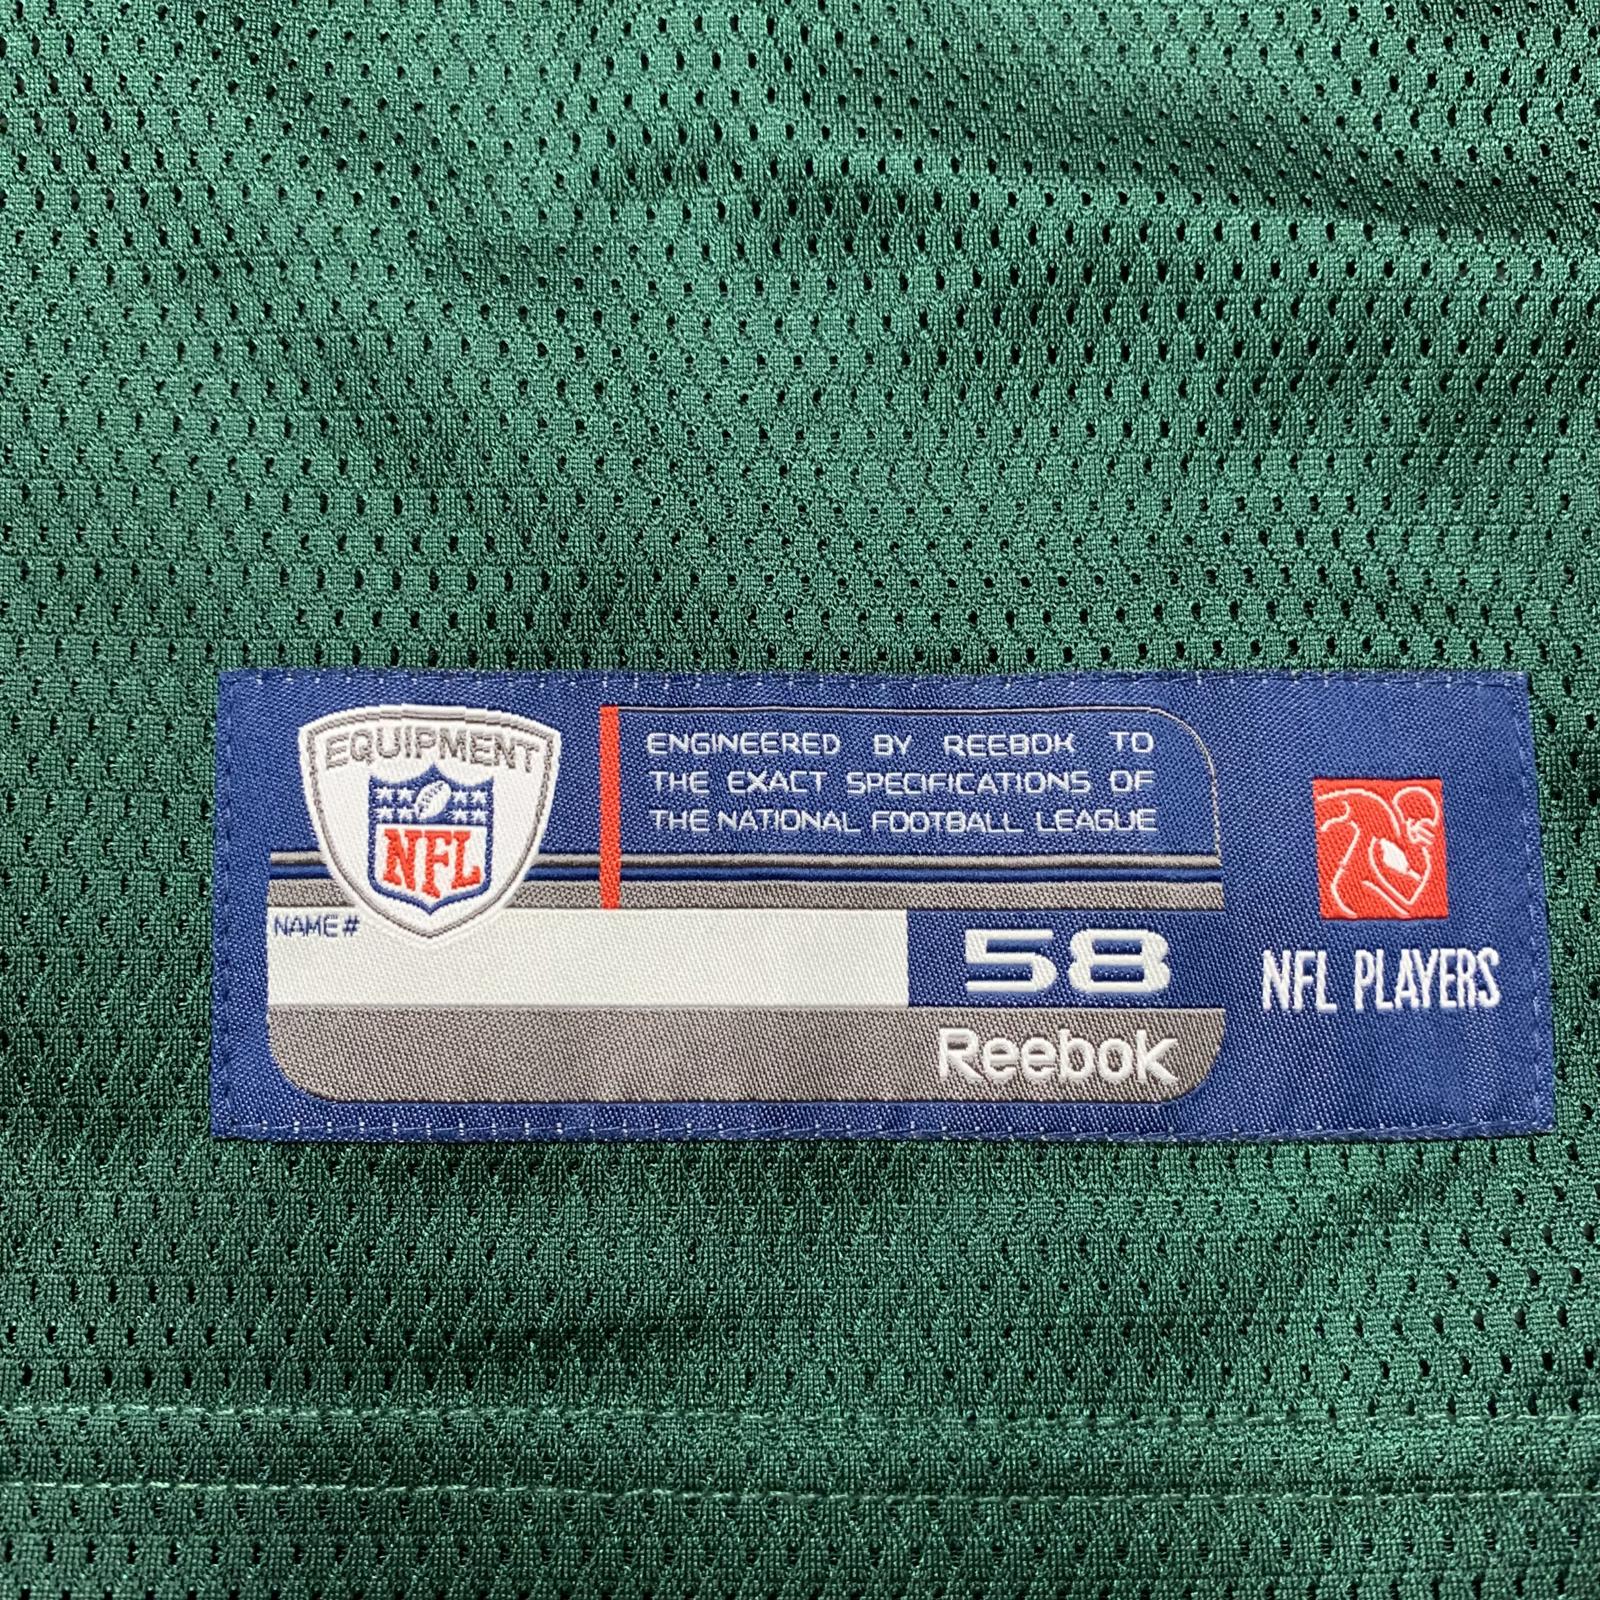 EQUIPMENT
NFL
ENGINEERED BY REEBOK TO
THE EXACT SPECIFICATIONS OF
THE NATIONAL FOOTBALL LEAGUE
NAME #
58
Reebok
NFL PLAYERS